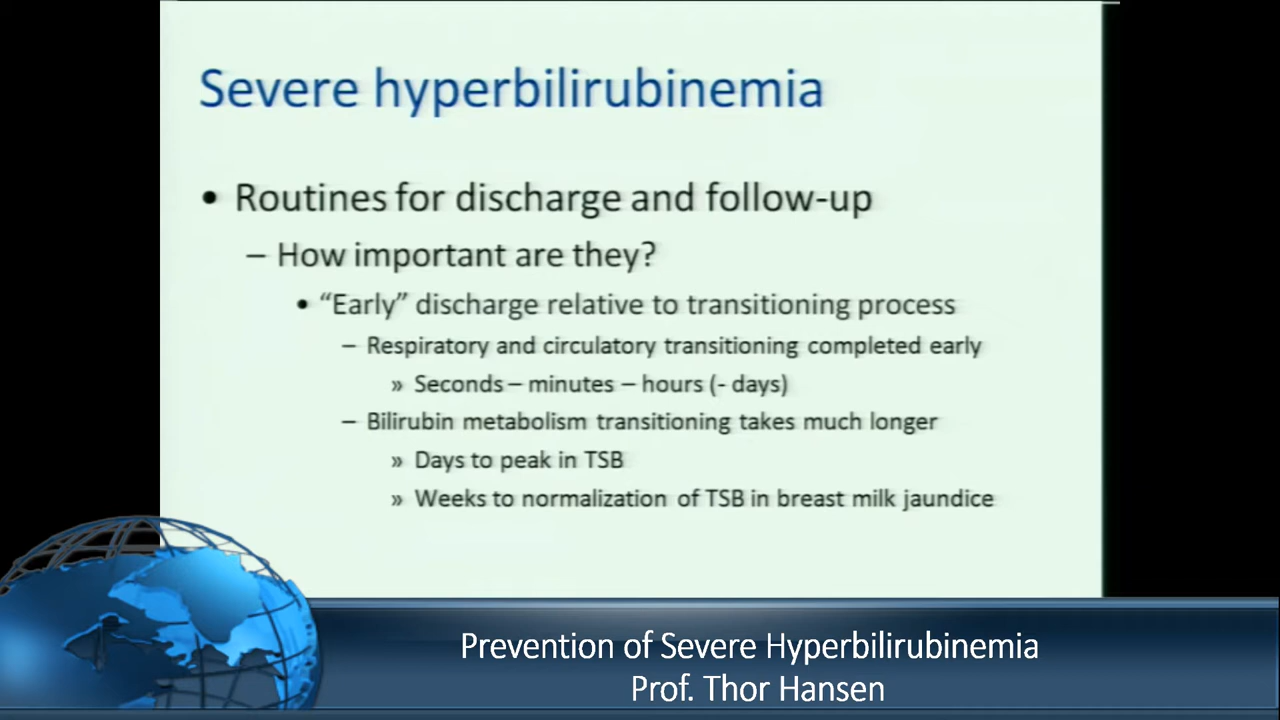 Severe hyperbilirubinemia
• Routines for discharge and follow-up
– How important are they?
• “Early” discharge relative to transitioning process
– Respiratory and circulatory transitioning completed early
» Seconds – minutes – hours (- days)
– Bilirubin metabolism transitioning takes much longer
» Days to peak in TSB
» Weeks to normalization of TSB in breast milk jaundice
Prevention of Severe Hyperbilirubinemia
Prof. Thor Hansen